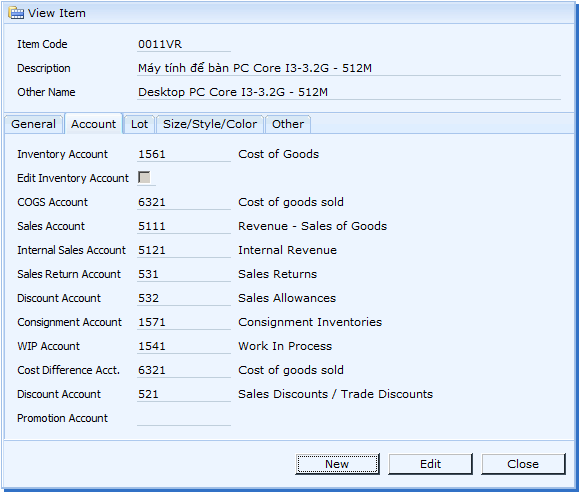 View Item
Item Code 0011VR
Description Máy tính để bàn PC Core I3-3.2G - 512M
Other Name Desktop PC Core I3-3.2G - 512M
General Account Lot Size/Style/Color Other
Inventory Account 1561 Cost of Goods
Edit Inventory Account
COGS Account 6321 Cost of goods sold
Sales Account 5111 Revenue - Sales of Goods
Internal Sales Account 5121 Internal Revenue
Sales Return Account 531 Sales Returns
Discount Account 532 Sales Allowances
Consignment Account 1571 Consignment Inventories
WIP Account 1541 Work In Process
Cost Difference Acct. 6321 Cost of goods sold
Discount Account 521 Sales Discounts / Trade Discounts
Promotion Account
New Edit Close